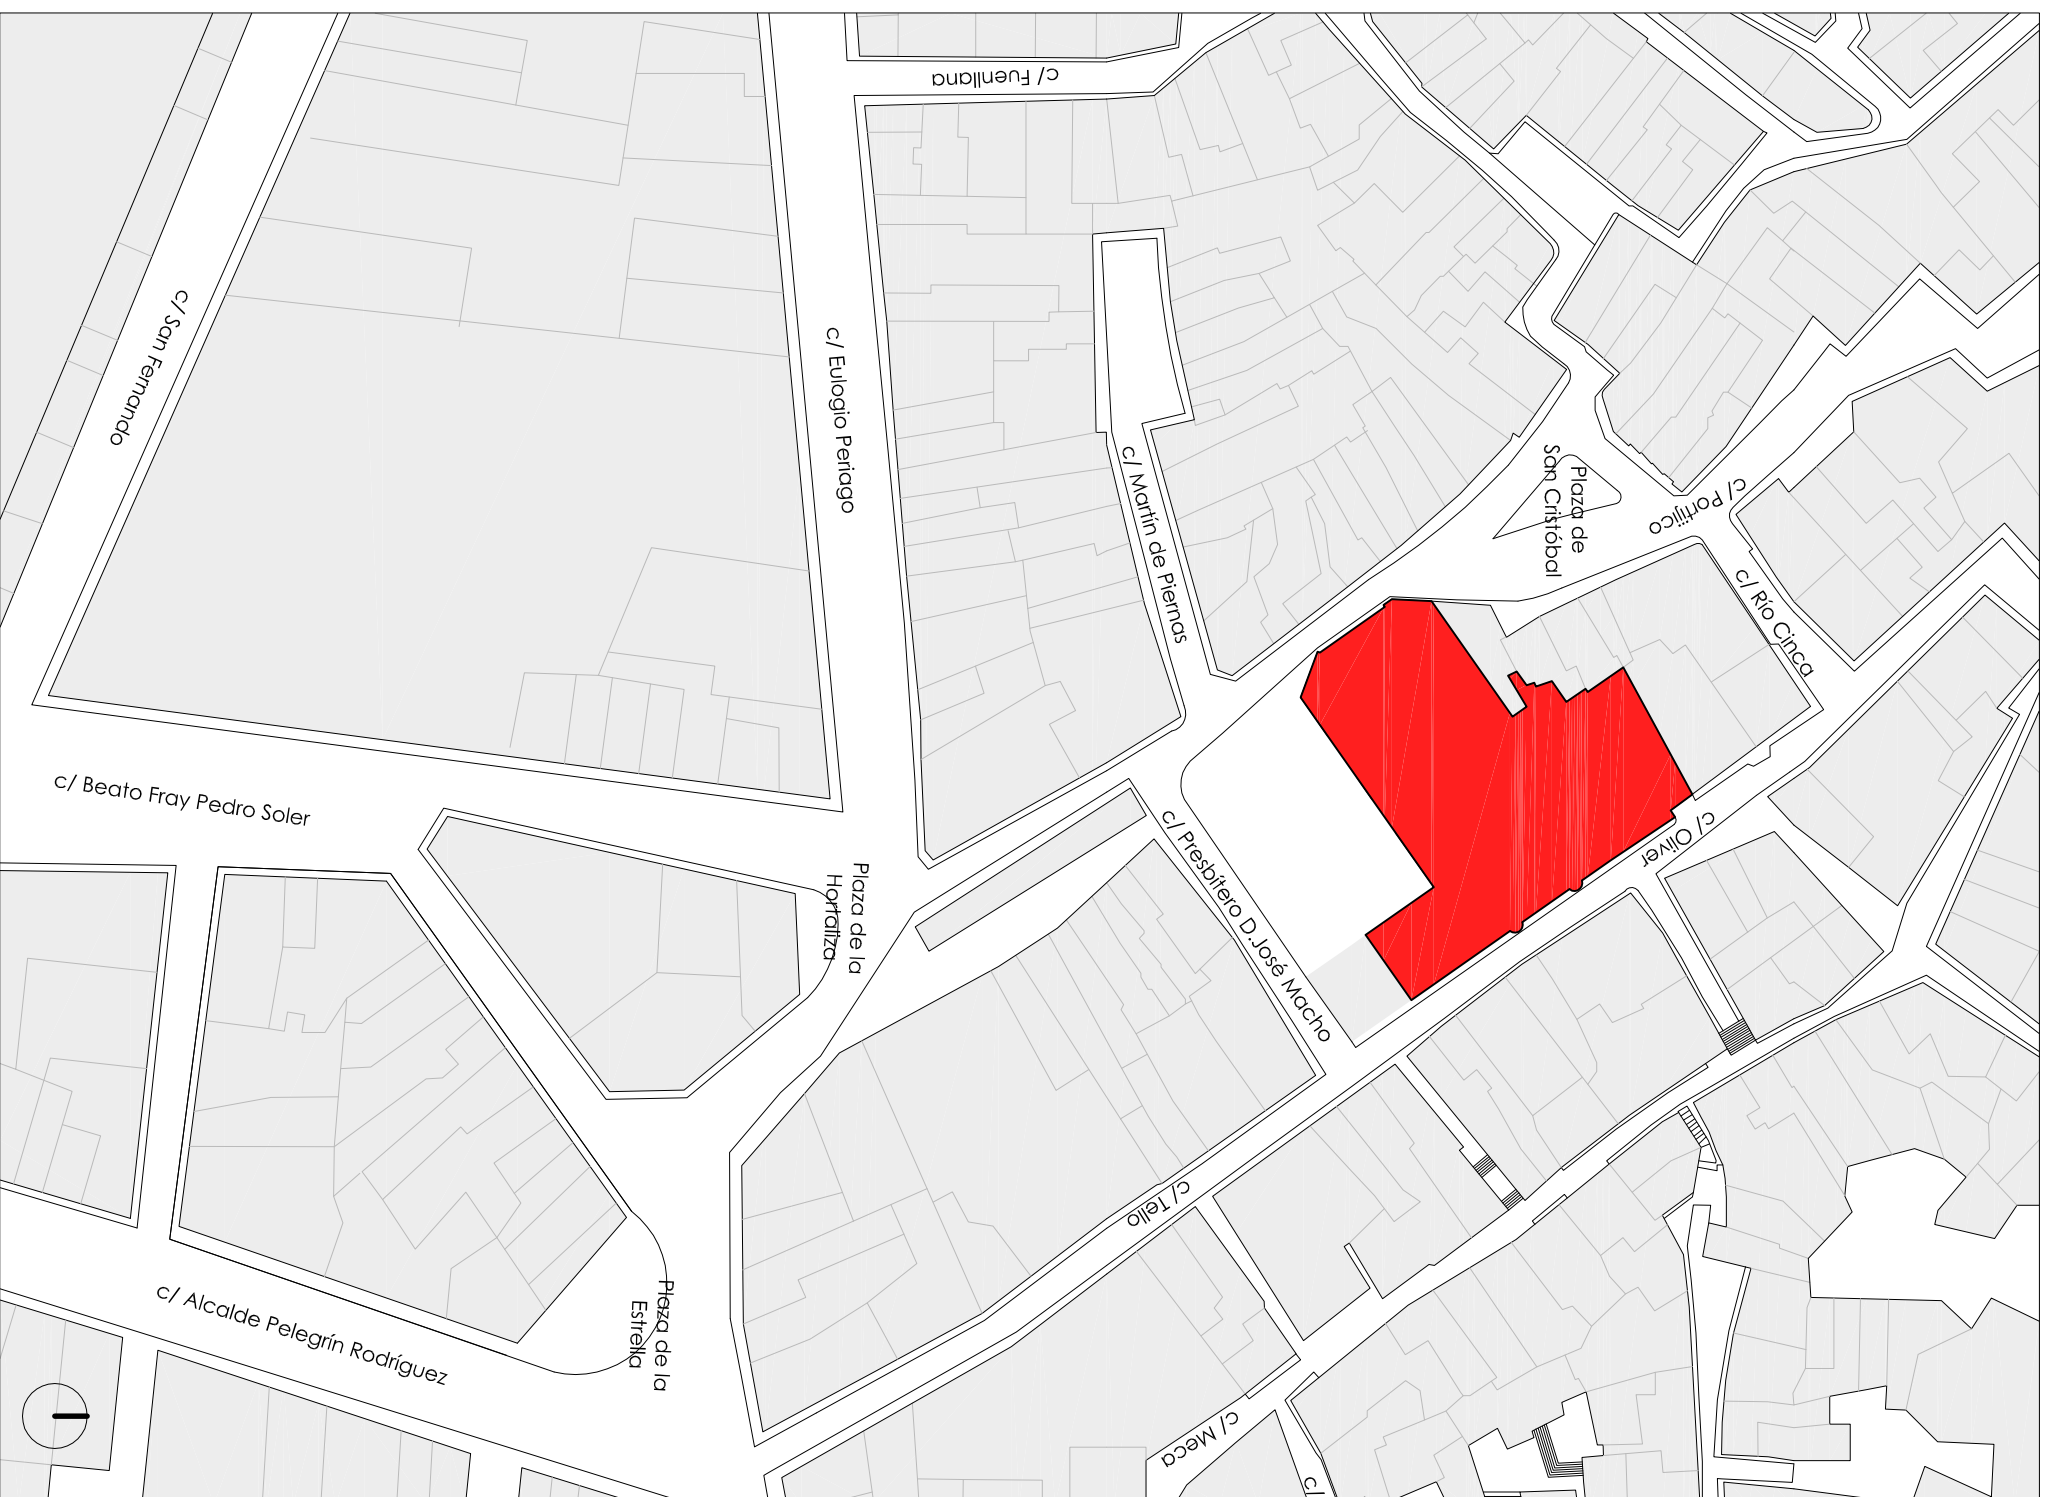 c/ Fuenllana
c/ San Fernando
c/ Eulogio Periago
c/ Martín de Piernas
Plaza de
San Cristóbal
c/ Portijico
c/ Río Cinca
c/ Beato Fray Pedro Soler
Plaza de la
Hortaliza
c/ Presbítero D.José Macho
c/ Oliver
c/ Tello
Plaza de la
Estrella
c/ Alcalde Pelegrín Rodríguez
c/ Meca
c/